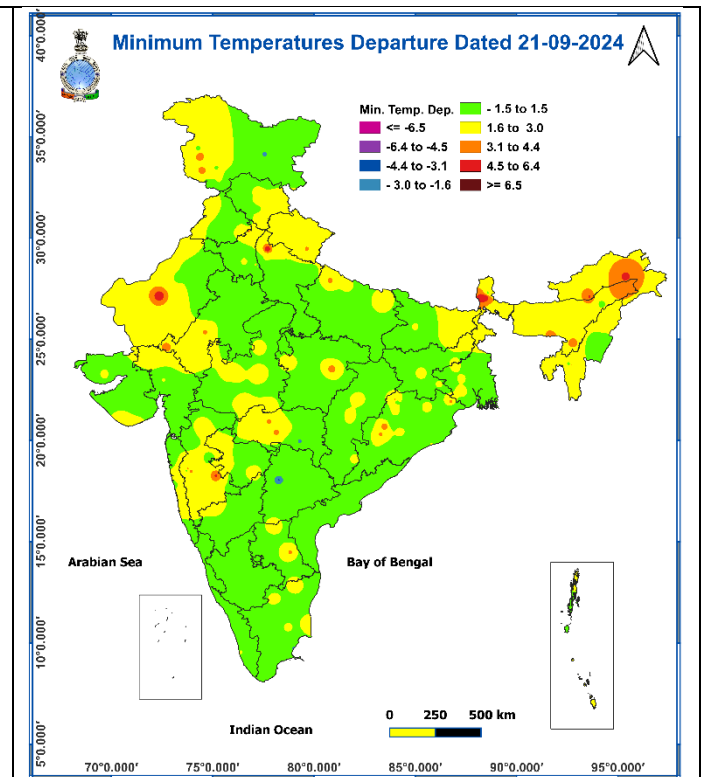 Minimum Temperatures Departure Dated 21-09-2024
Min. Temp. Dep.
<= -6.5
-6.4 to -4.5
-4.4 to -3.1
- 3.0 to -1.6
- 1.5 to 1.5
1.6 to 3.0
3.1 to 4.4
4.5 to 6.4
>= 6.5
40°0.000'
35°0.000'
30°0.000'
25°0.000'
20°0.000'
15°0.000'
10°0.000'
5°0.000'
Arabian Sea
Bay of Bengal
Indian Ocean
0 250 500 km
70°0.000' 75°0.000' 80°0.000' 85°0.000' 90°0.000' 95°0.000'